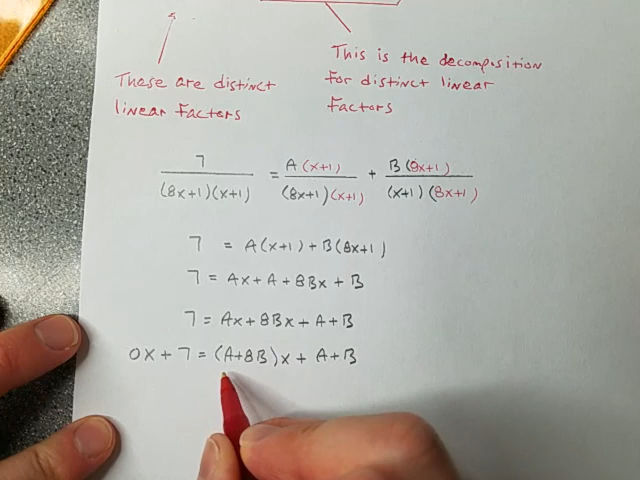 These are distinct
linear factors
This is the decomposition
for distinct linear
factors
7/((8x+1)(x+1)) = A(x+1)/((8x+1)(x+1)) + B(8x+1)/((x+1)(8x+1))
7 = A(x+1) + B(8x+1)
7 = Ax + A + 8Bx + B
7 = Ax + 8Bx + A + B
0x + 7 = (A+8B)x + A+B